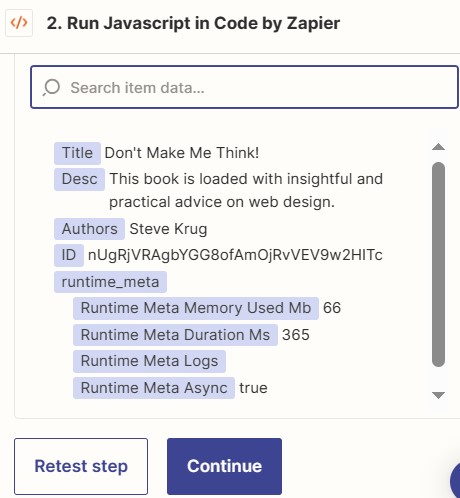 </> 2. Run Javascript in Code by Zapier
Search item data...
Title Don't Make Me Think!
Desc This book is loaded with insightful and
practical advice on web design.
Authors Steve Krug
ID nUgRjVRAgbYGG8ofAmOjRvVEV9w2HITc
runtime_meta
Runtime Meta Memory Used Mb 66
Runtime Meta Duration Ms 365
Runtime Meta Logs
Runtime Meta Async true
Retest step Continue